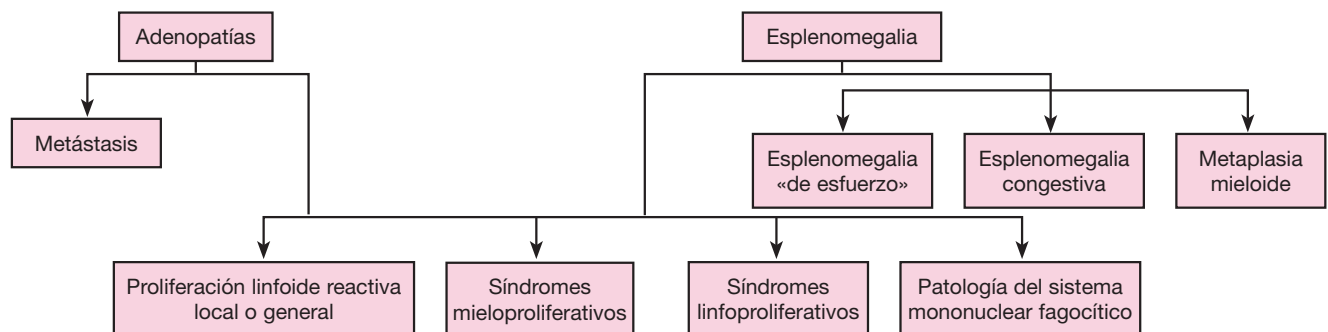 Adenopatías
Esplenomegalia
Metástasis
Esplenomegalia
«de esfuerzo»
Esplenomegalia
congestiva
Metaplasia
mieloide
Proliferación linfoide reactiva
local o general
Síndromes
mieloproliferativos
Síndromes
linfoproliferativos
Patología del sistema
mononuclear fagocítico